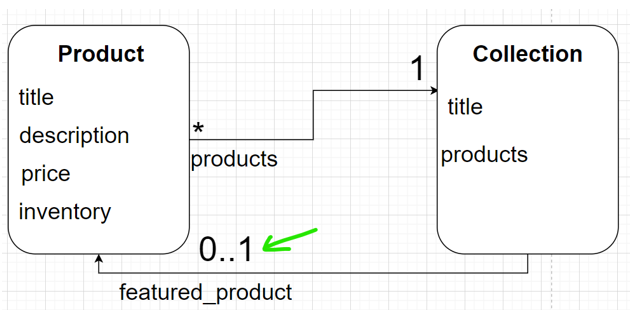 Product
title
description
price
inventory
*
products
1
Collection
title
products
0..1
featured_product